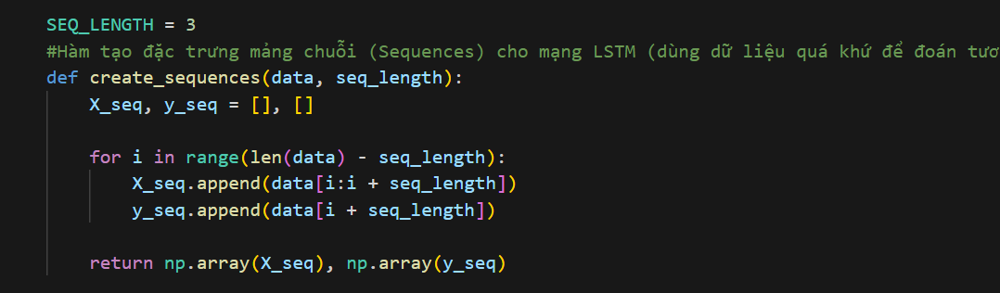 SEQ_LENGTH = 3
#Hàm tạo đặc trưng mảng chuỗi (Sequences) cho mạng LSTM (dùng dữ liệu quá khứ để đoán
def create_sequences(data, seq_length):
X_seq, y_seq = [], []
for i in range(len(data) - seq_length):
X_seq.append(data[i:i + seq_length])
y_seq.append(data[i + seq_length])
return np.array(X_seq), np.array(y_seq)